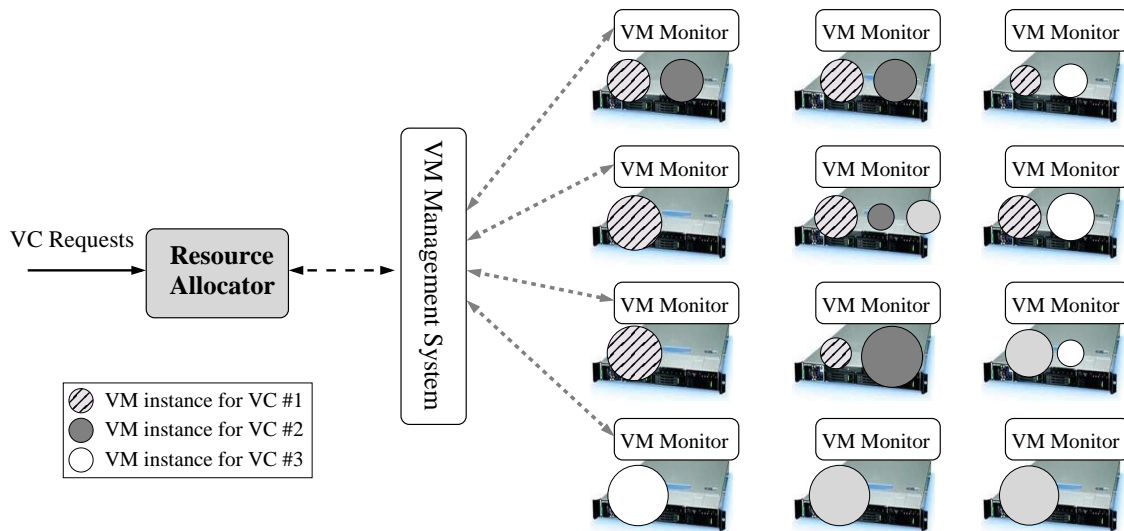 VM Monitor
VM Monitor
VM Monitor
VM Monitor
VM Monitor
VM Monitor
VC Requests
Resource
Allocator
VM Management System
VM Monitor
VM Monitor
VM Monitor
VM instance for VC #1
VM instance for VC #2
VM instance for VC #3
VM Monitor
VM Monitor
VM Monitor